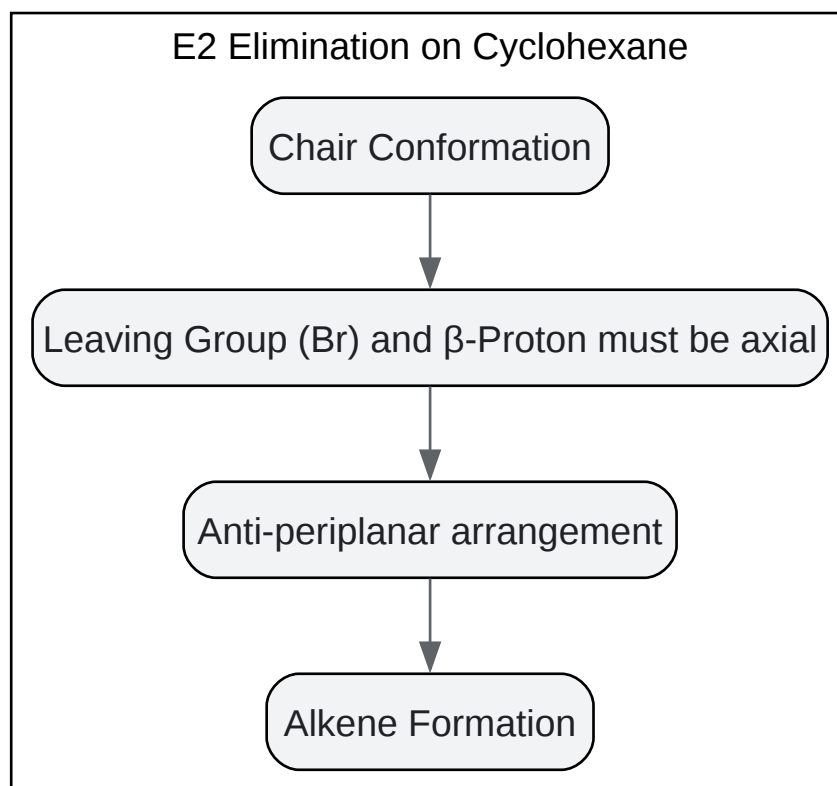 E2 Elimination on Cyclohexane
Chair Conformation
Leaving Group (Br) and β-Proton must be axial
Anti-periplanar arrangement
Alkene Formation